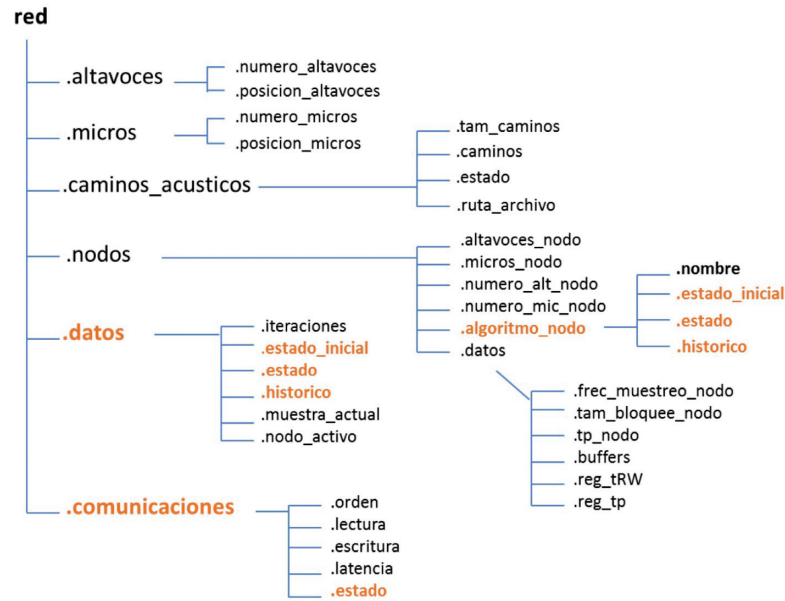 red
.altavoces
.numero_altavoces
.posicion_altavoces
.micros
.numero_micros
.posicion_micros
.caminos_acusticos
.tam_caminos
.caminos
.estado
.ruta_archivo
.nodos
.altavoces_nodo
.micros_nodo
.numero_alt_nodo
.numero_mic_nodo
.algoritmo_nodo
.nombre
.estado_inicial
.estado
.historico
.datos
.frec_muestreo_nodo
.tam_bloquee_nodo
.tp_nodo
.buffers
.reg_tRW
.reg_tp
.datos
.iteraciones
.estado_inicial
.estado
.historico
.muestra_actual
.nodo_activo
.comunicaciones
.orden
.lectura
.escritura
.latencia
.estado